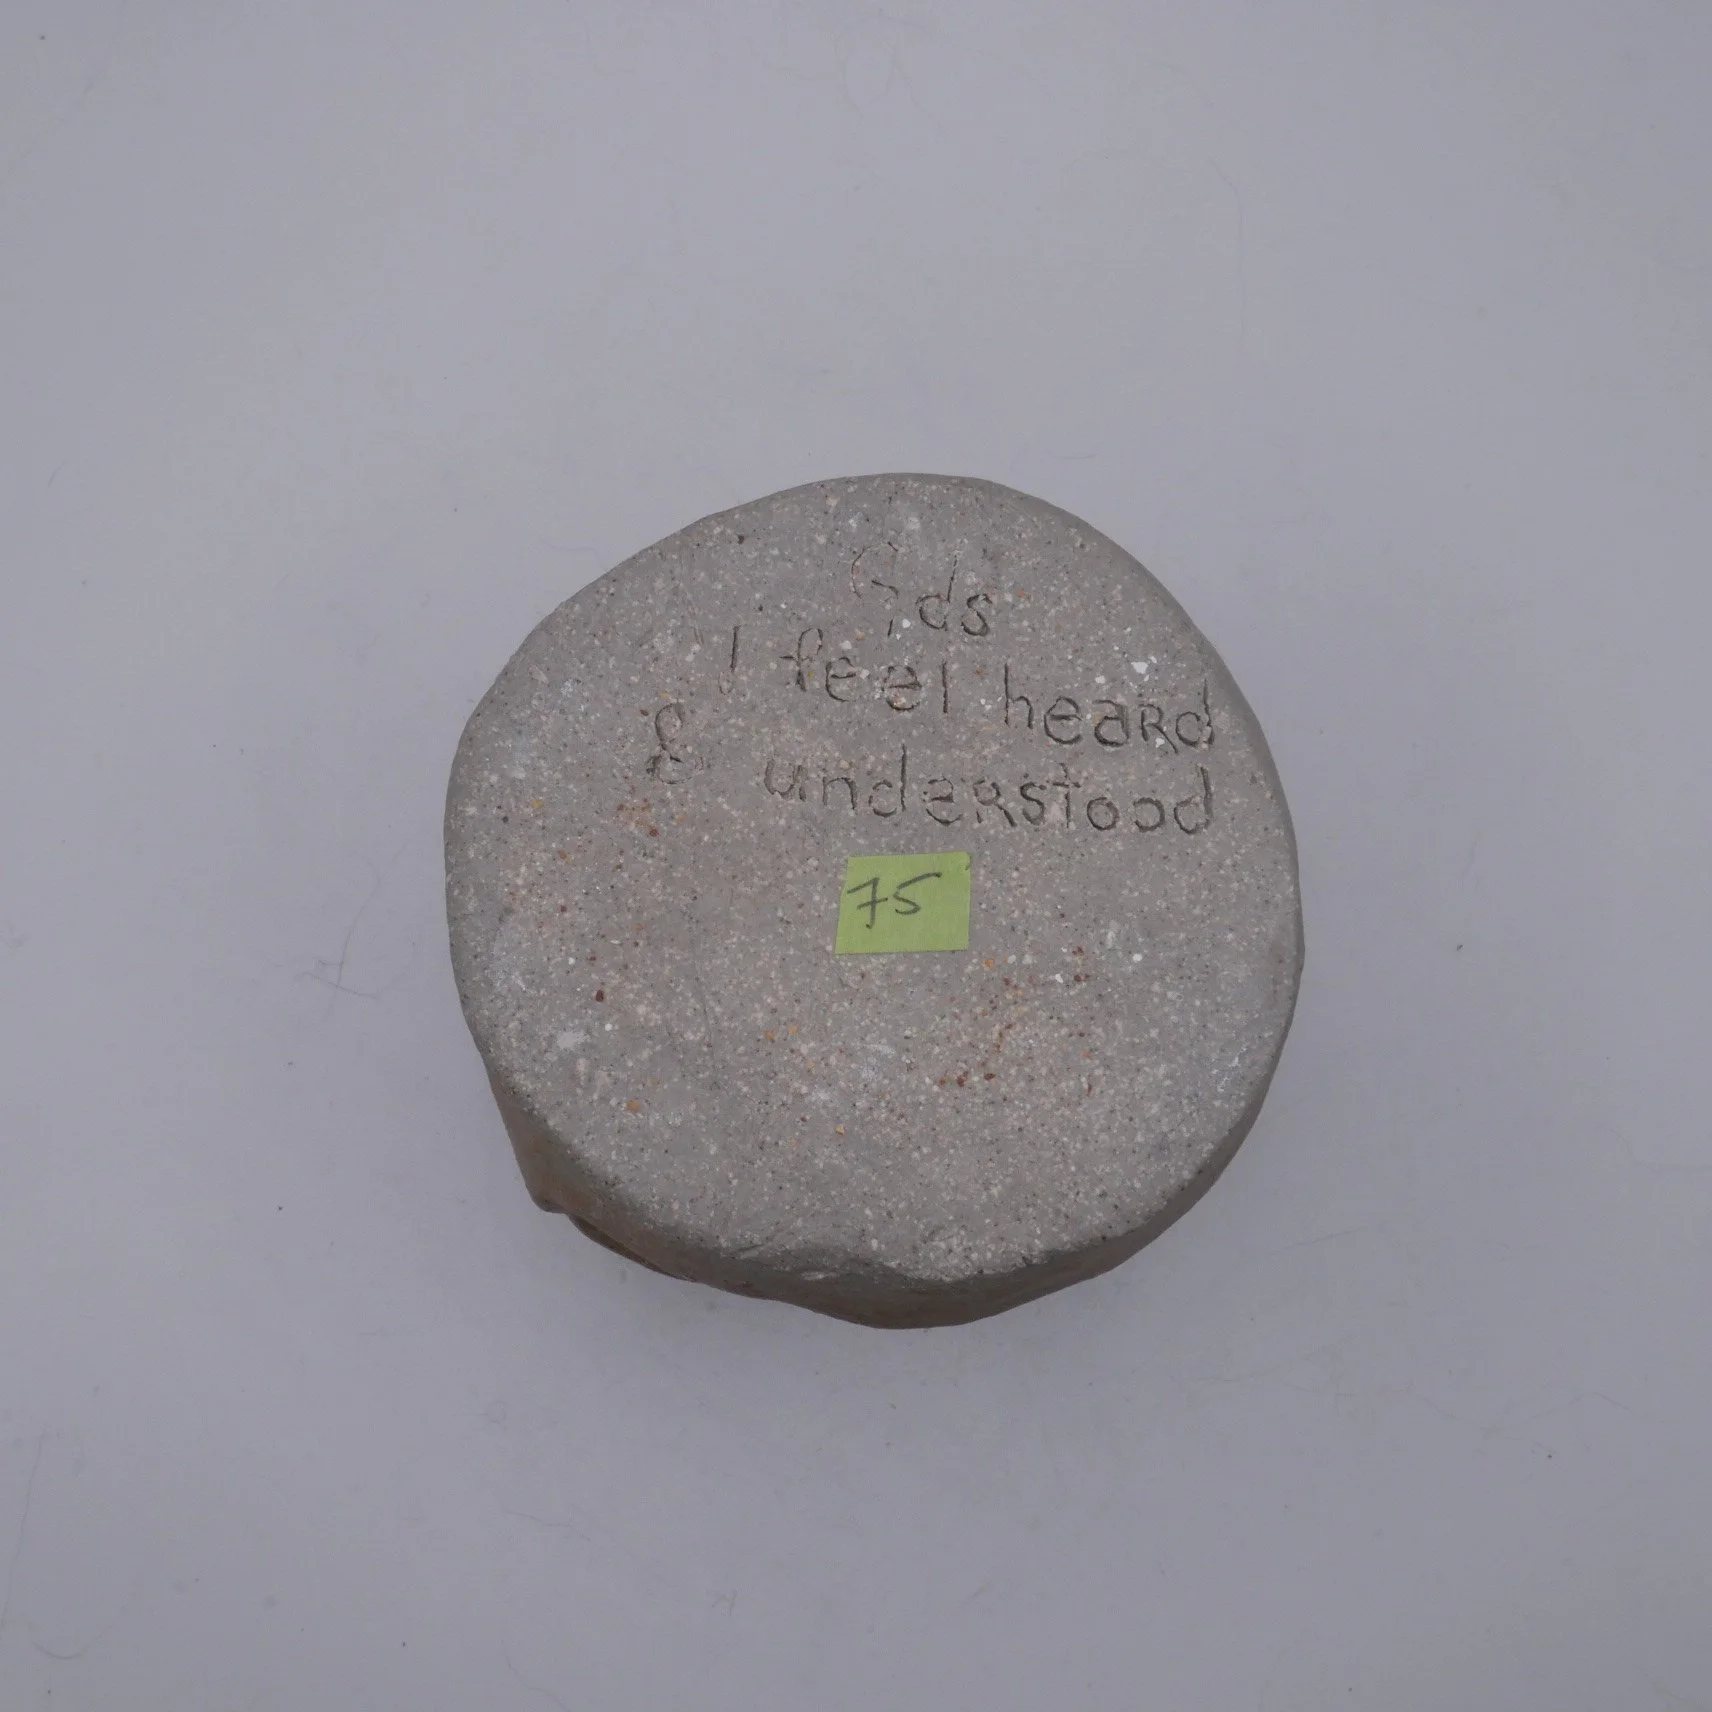 Gds
I feel heard
& understood
75